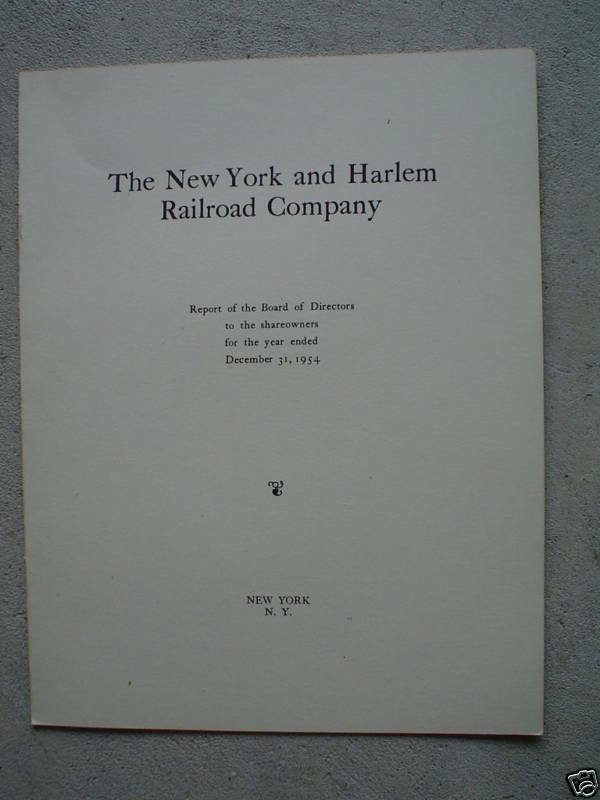 The New York and Harlem
Railroad Company
Report of the Board of Directors
to the shareowners
for the year ended
December 31, 1954
NEW YORK
N. Y.